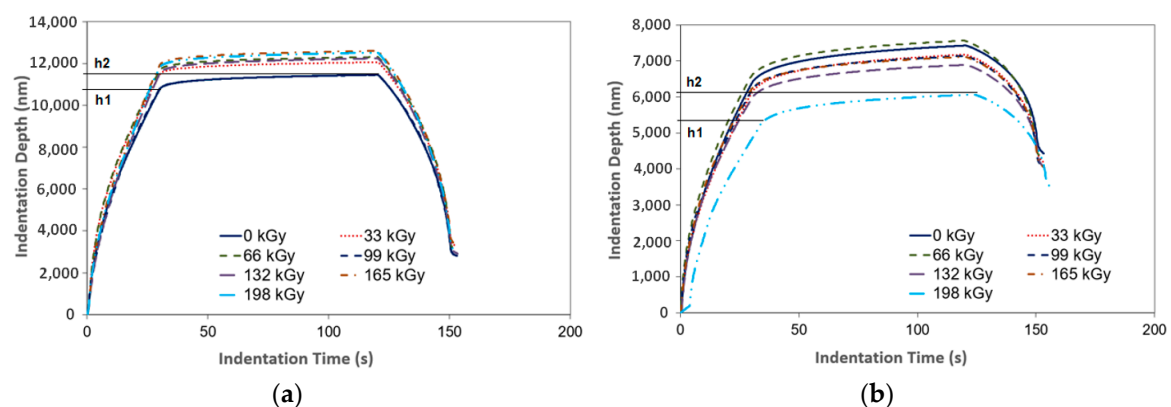 14,000
12,000
10,000
8,000
6,000
4,000
2,000
0
Indentation Depth (nm)
h2
h1
0 kGy
33 kGy
66 kGy
99 kGy
132 kGy
165 kGy
198 kGy
0
50
100
150
200
Indentation Time (s)
(a)
8,000
7,000
6,000
5,000
4,000
3,000
2,000
1,000
0
Indentation Depth (nm)
h2
h1
0 kGy
33 kGy
66 kGy
99 kGy
132 kGy
165 kGy
198 kGy
0
50
100
150
200
Indentation Time (s)
(b)